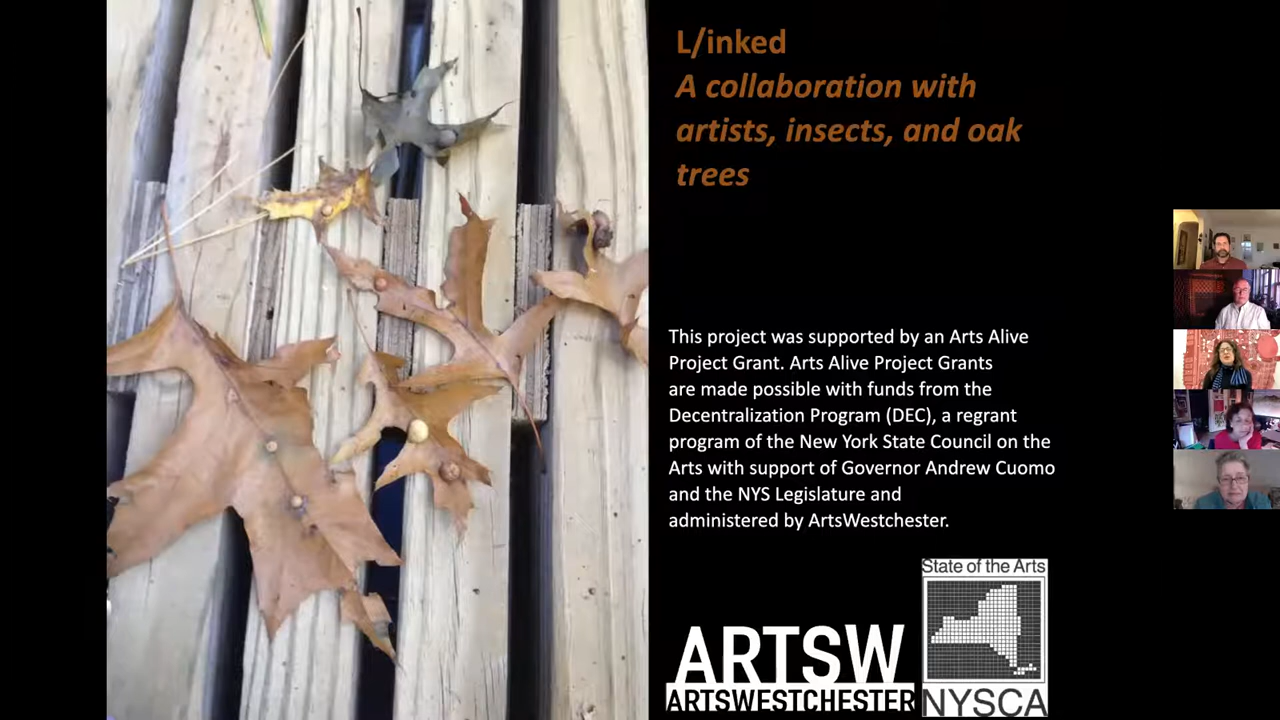 L/inked
A collaboration with
artists, insects, and oak
trees
This project was supported by an Arts Alive
Project Grant. Arts Alive Project Grants
are made possible with funds from the
Decentralization Program (DEC), a regrant
program of the New York State Council on the
Arts with support of Governor Andrew Cuomo
and the NYS Legislature and
administered by ArtsWestchester.
ARTSW
ARTSWESTCHESTER
State of the Arts
NYSCA